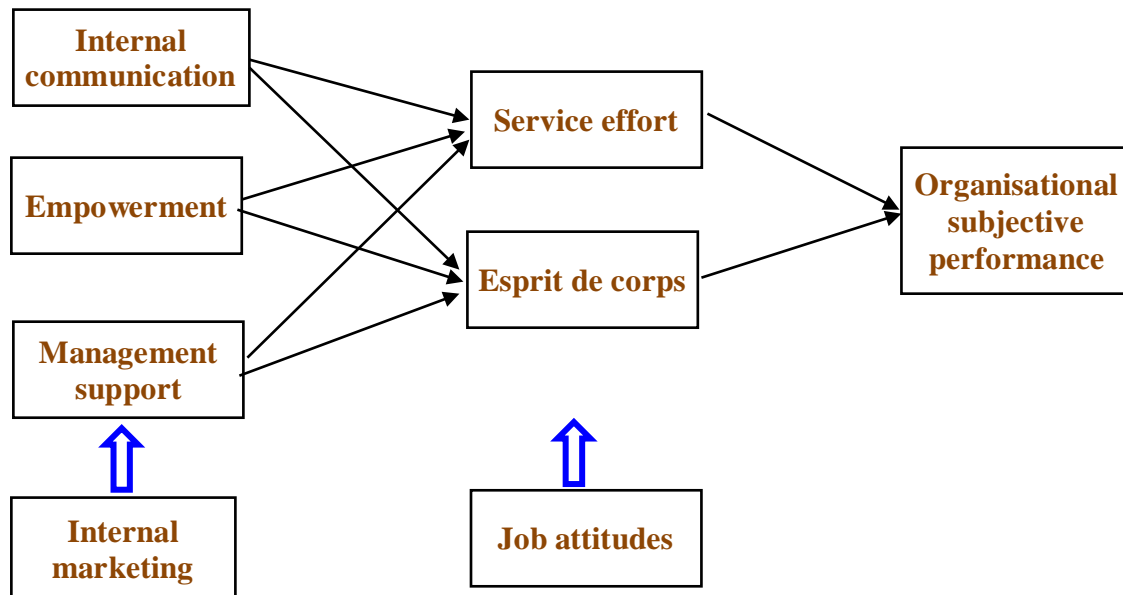 Internal
communication
Empowerment
Management
support
Internal
marketing
Service effort
Esprit de corps
Job attitudes
Organisational
subjective
performance